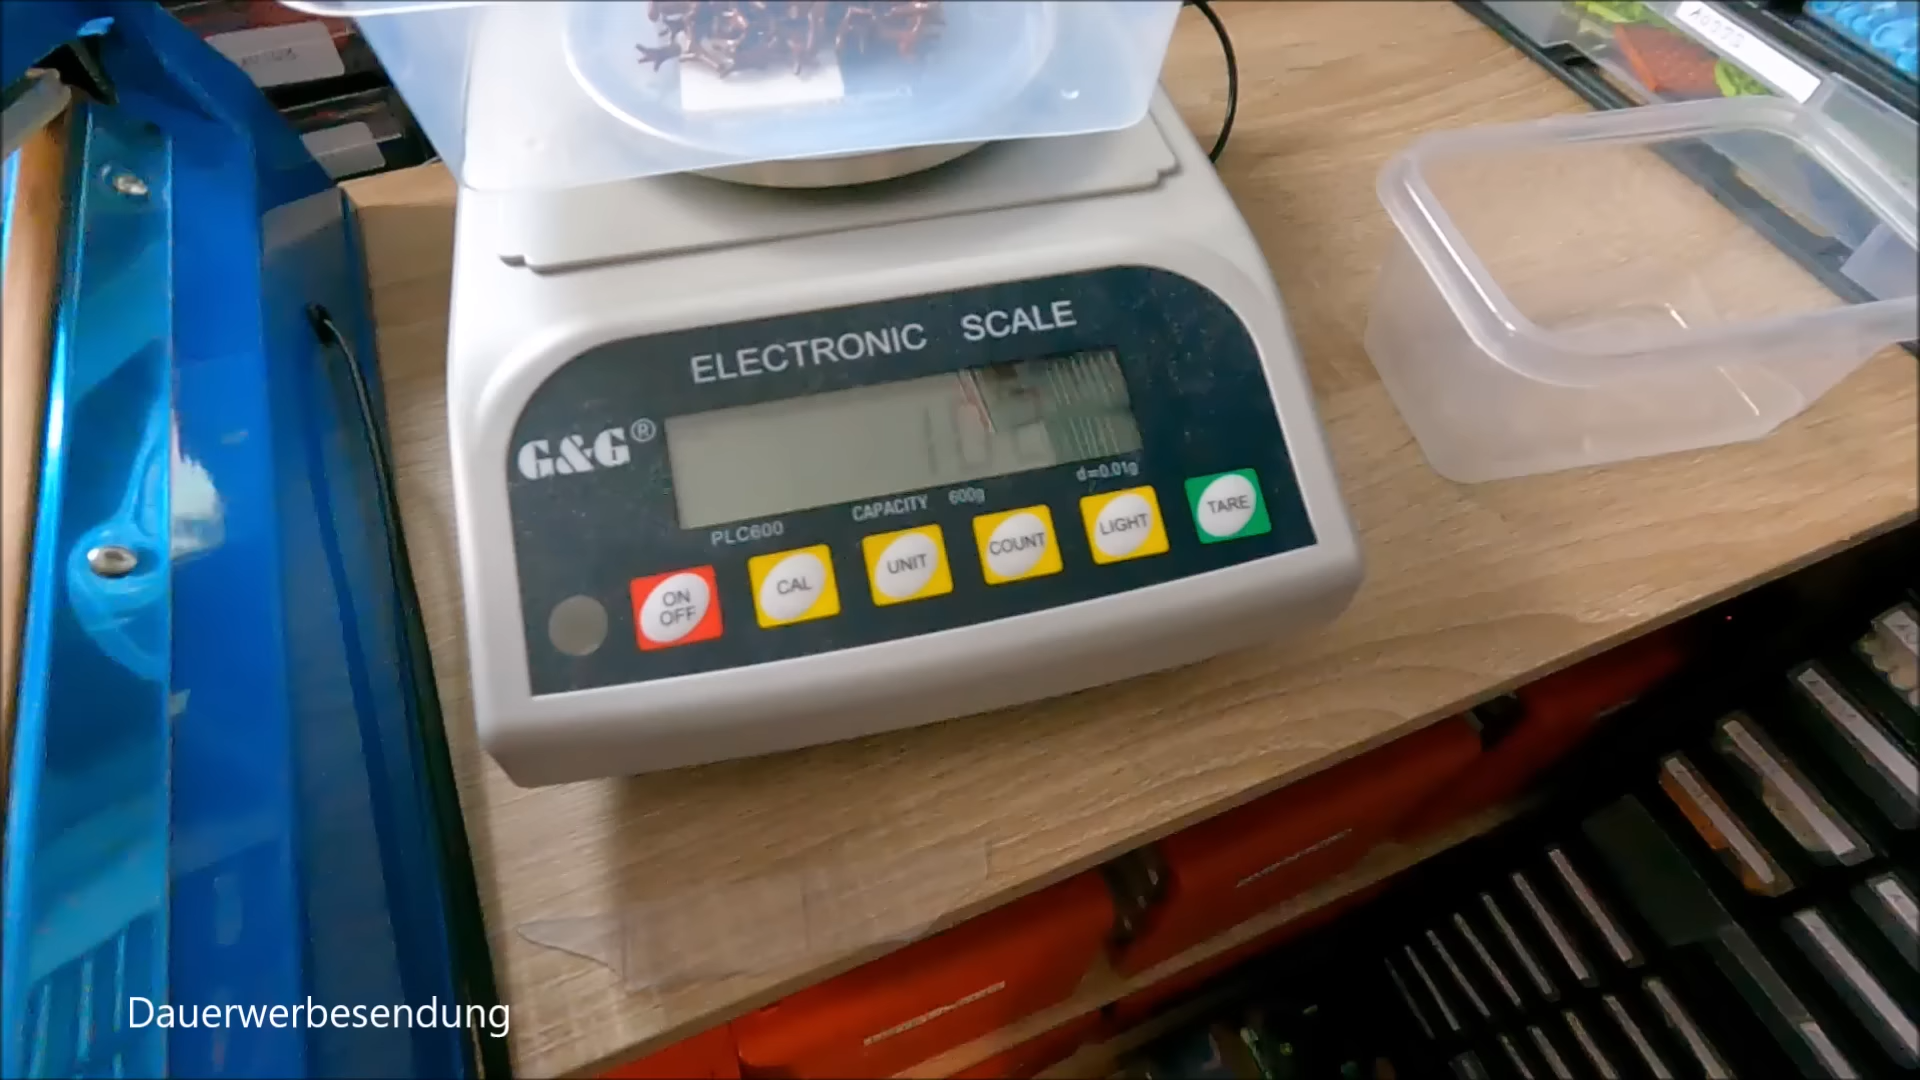 ELECTRONIC SCALE
G&G®
d=0.01g
PLC600 CAPACITY 600g
ON OFF
CAL
UNIT
COUNT
LIGHT
TARE
Dauerwerbesendung